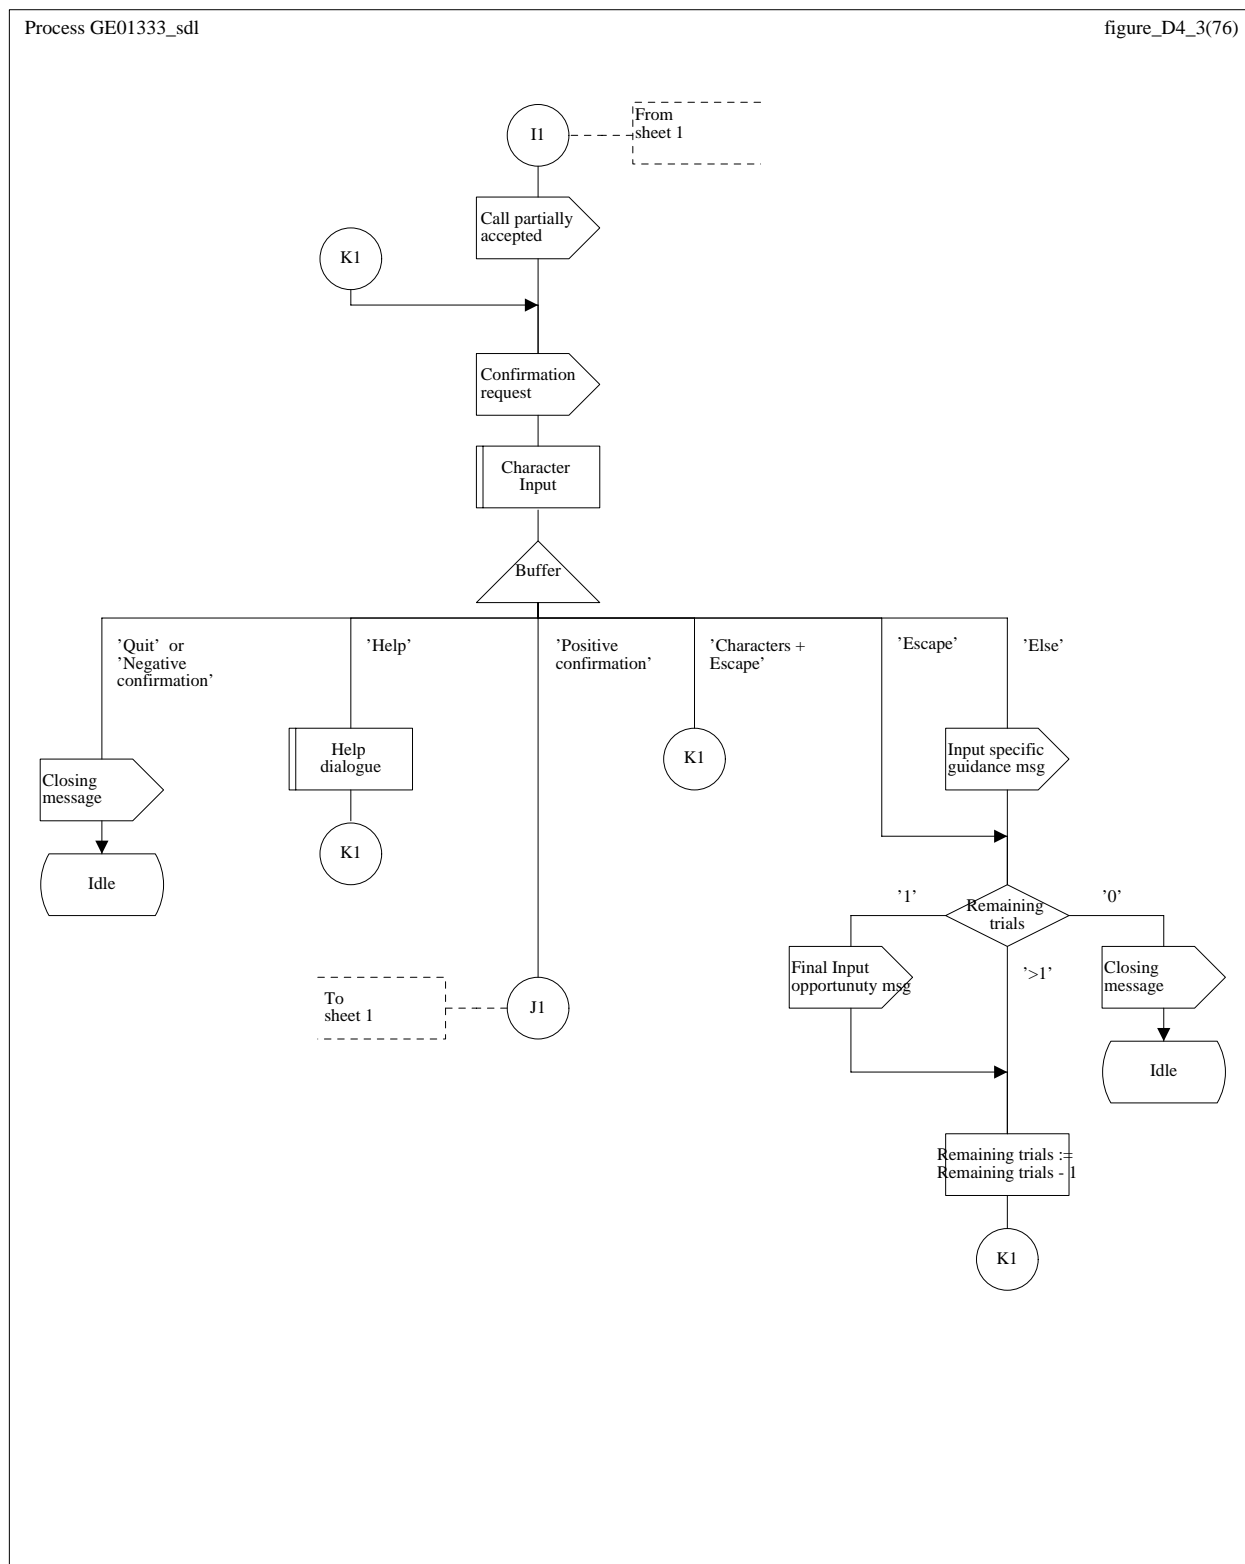 Process GE01333_sdl
figure_D4_3(76)
I1
From
sheet 1
Call partially
accepted
K1
Confirmation
request
Character
Input
Buffer
’Quit’ or
’Negative
confirmation’
’Help’
’Positive
confirmation’
’Characters +
Escape’
’Escape’
’Else’
Closing
message
Idle
Help
dialogue
K1
K1
Input specific
guidance msg
’1’
Remaining
trials
’0’
’>1’
Final Input
opportunuty msg
Closing
message
Idle
To
sheet 1
J1
Remaining trials :=
Remaining trials - 1
K1